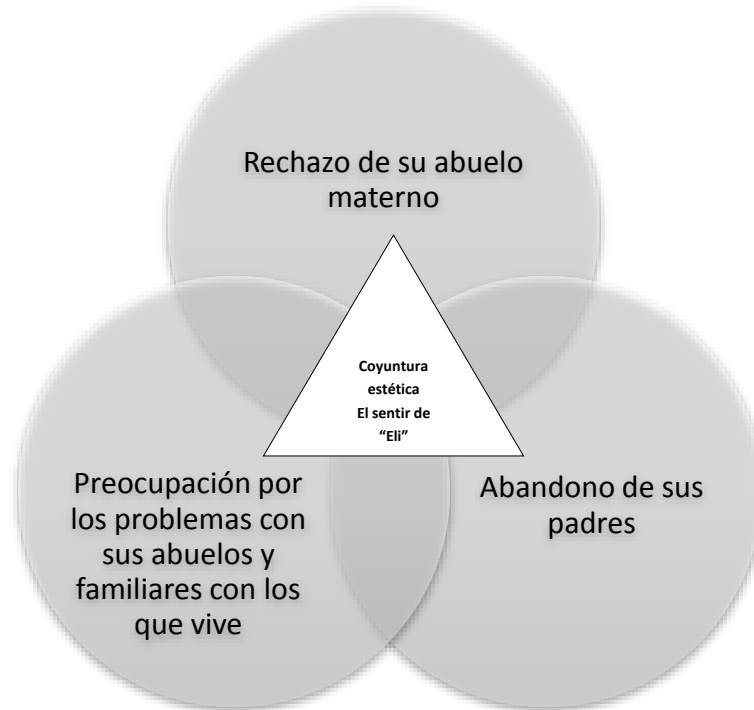 Rechazo de su abuelo
materno
Coyuntura
estética
El sentir de
“Eli”
Preocupación por
los problemas con
sus abuelos y
familiares con los
que vive
Abandono de sus
padres